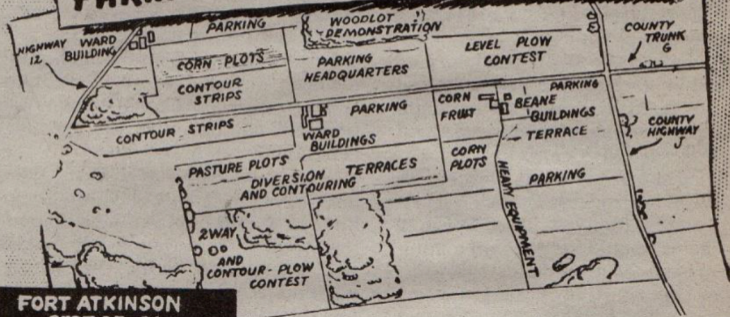 PARKING
WOODLOT
DEMONSTRATION
COUNTY
TRUNK
G
HIGHWAY
12
WARD
BUILDING
CORN PLOTS
PARKING
HEADQUARTERS
LEVEL PLOW
CONTEST
CONTOUR
STRIPS
PARKING
CORN
FRUIT
PARKING
BEANE
BUILDINGS
TERRACE
COUNTY
HIGHWAY
J
CONTOUR STRIPS
WARD
BUILDINGS
PASTURE PLOTS
TERRACES
CORN
PLOTS
DIVERSION
AND CONTOURING
HEAVY EQUIPMENT
PARKING
2WAY
AND
CONTOUR-PLOW
CONTEST
FORT ATKINSON